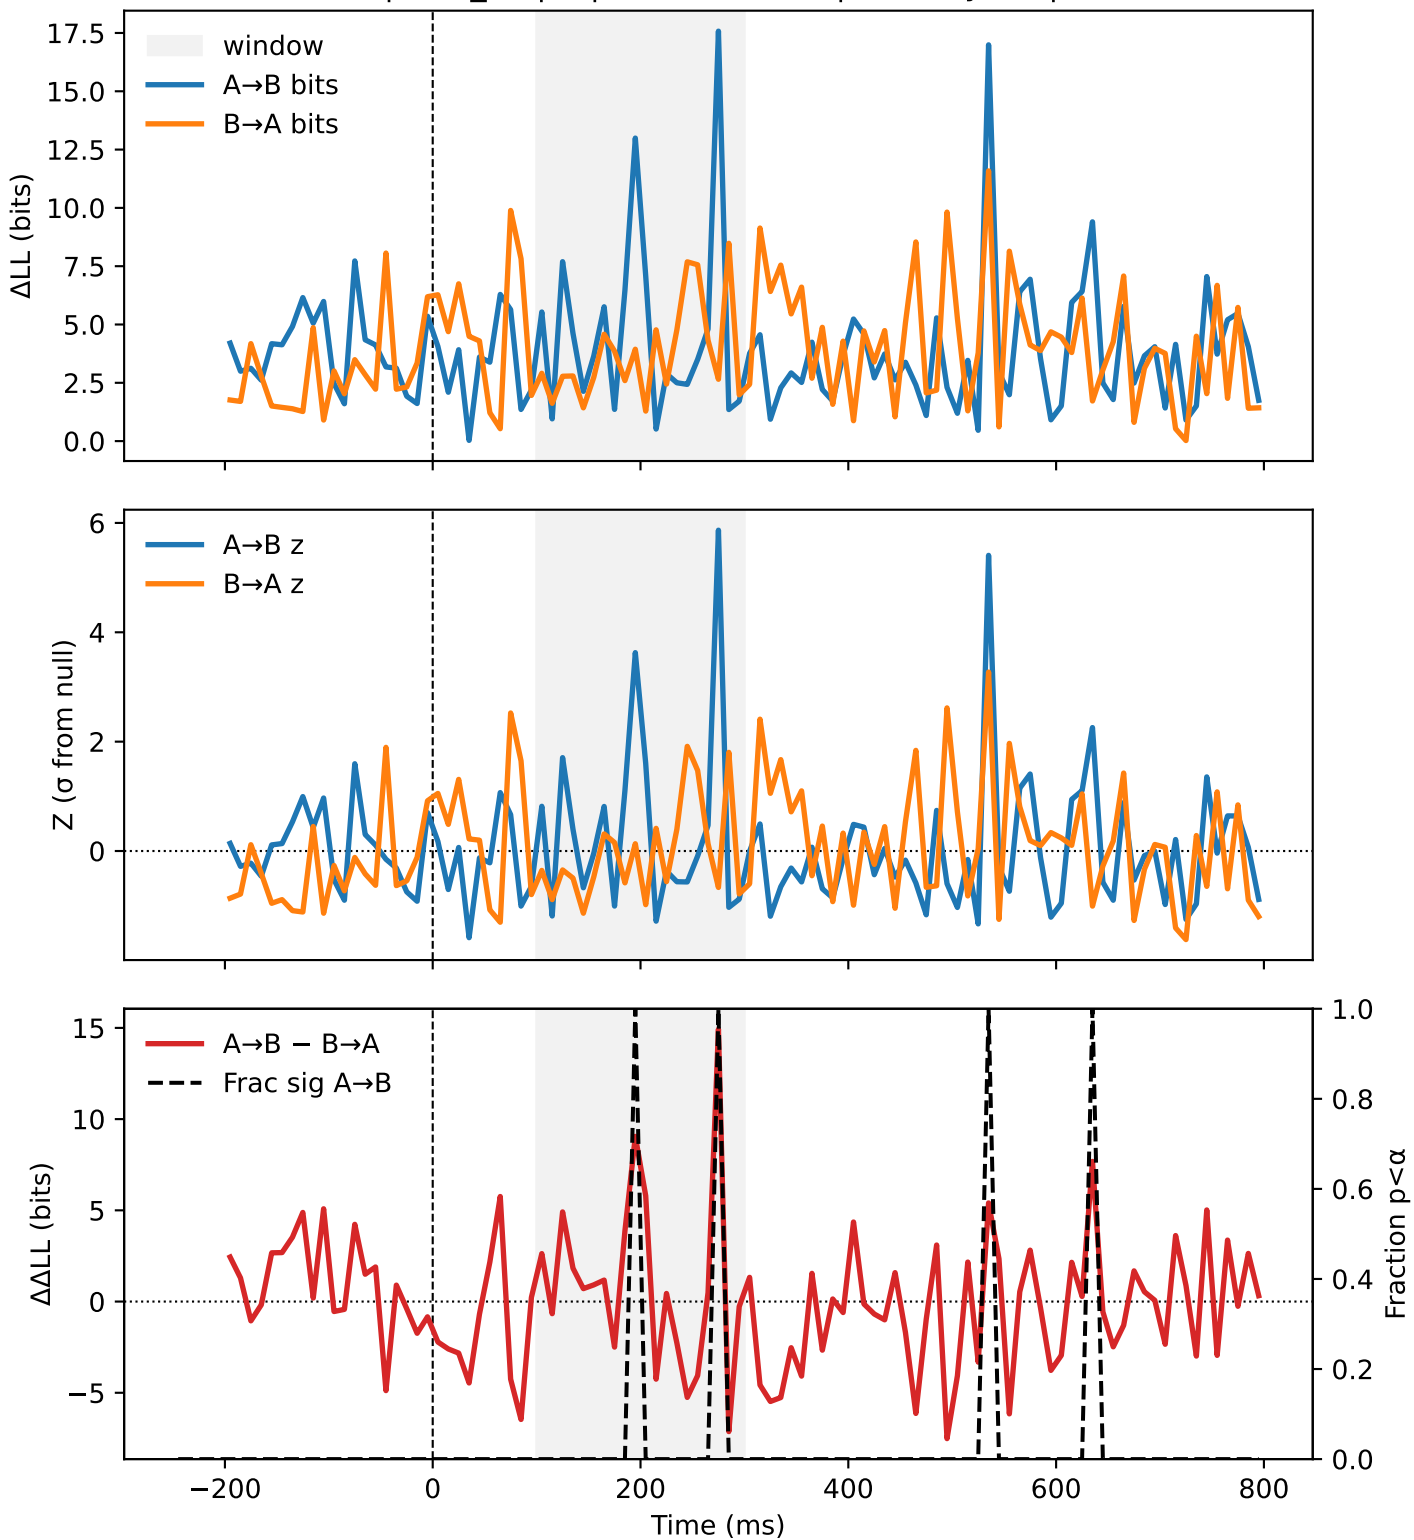 17.5
15.0
12.5
10.0
7.5
5.0
2.5
0.0
ΔLL (bits)
window
A→B bits
B→A bits
6
4
2
0
Z (σ from null)
A→B z
B→A z
15
10
5
0
−5
ΔΔLL (bits)
A→B − B→A
Frac sig A→B
1.0
0.8
0.6
0.4
0.2
0.0
Fraction p<α
−200 0 200 400 600 800
Time (ms)